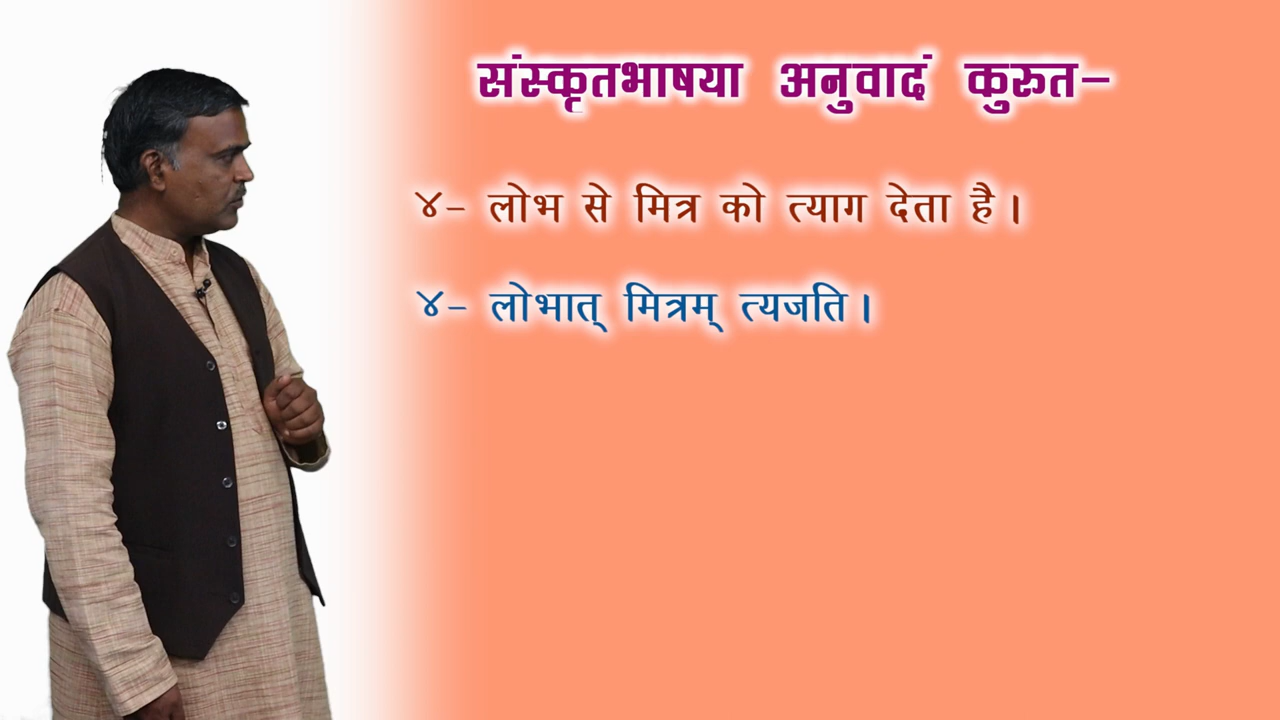 संस्कृतभाषया अनुवादं कुरूत-
४- लोभ से मित्र को त्याग देता है।
४- लोभात् मित्रम् त्यजति।